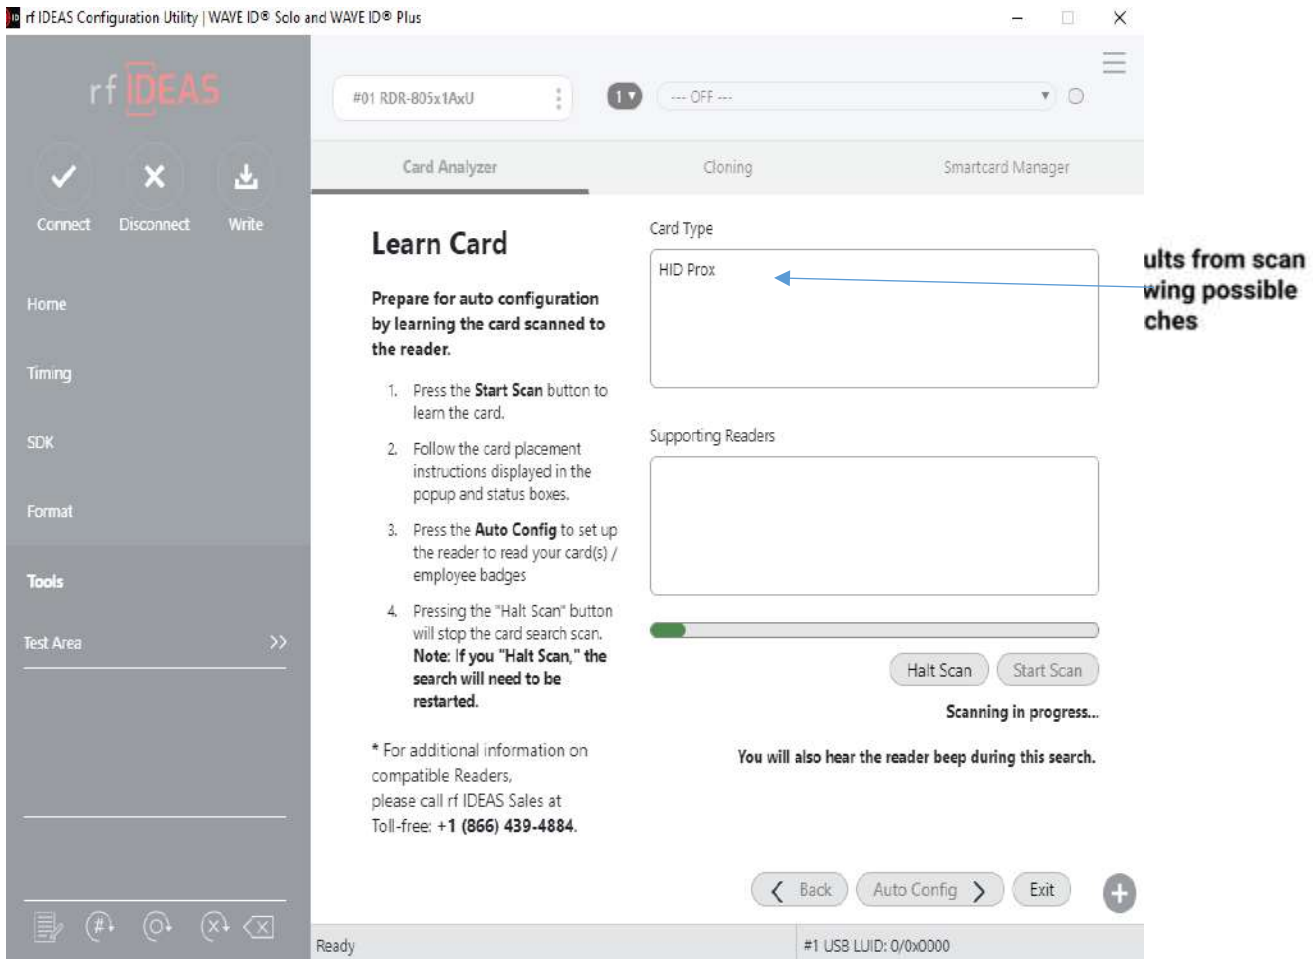 rf IDEAS Configuration Utility | WAVE ID® Solo and WAVE ID® Plus
rf IDEAS
#01 RDR-805x1AxU
1
--- OFF ---
Connect
Disconnect
Write
Card Analyzer
Cloning
Smartcard Manager
Home
Timing
SDK
Format
Tools
Test Area
Learn Card
Prepare for auto configuration
by learning the card scanned to
the reader.
1. Press the Start Scan button to
learn the card.
2. Follow the card placement
instructions displayed in the
popup and status boxes.
3. Press the Auto Config to set up
the reader to read your card(s) /
employee badges
4. Pressing the "Halt Scan" button
will stop the card search scan.
Note: If you "Halt Scan," the
search will need to be
restarted.
* For additional information on
compatible Readers,
please call rf IDEAS Sales at
Toll-free: +1 (866) 439-4884.
Card Type
HID Prox
Supporting Readers
Halt Scan
Start Scan
Scanning in progress...
You will also hear the reader beep during this search.
Back
Auto Config
Exit
ults from scan
wing possible
ches
Ready
#1 USB LUID: 0/0x0000